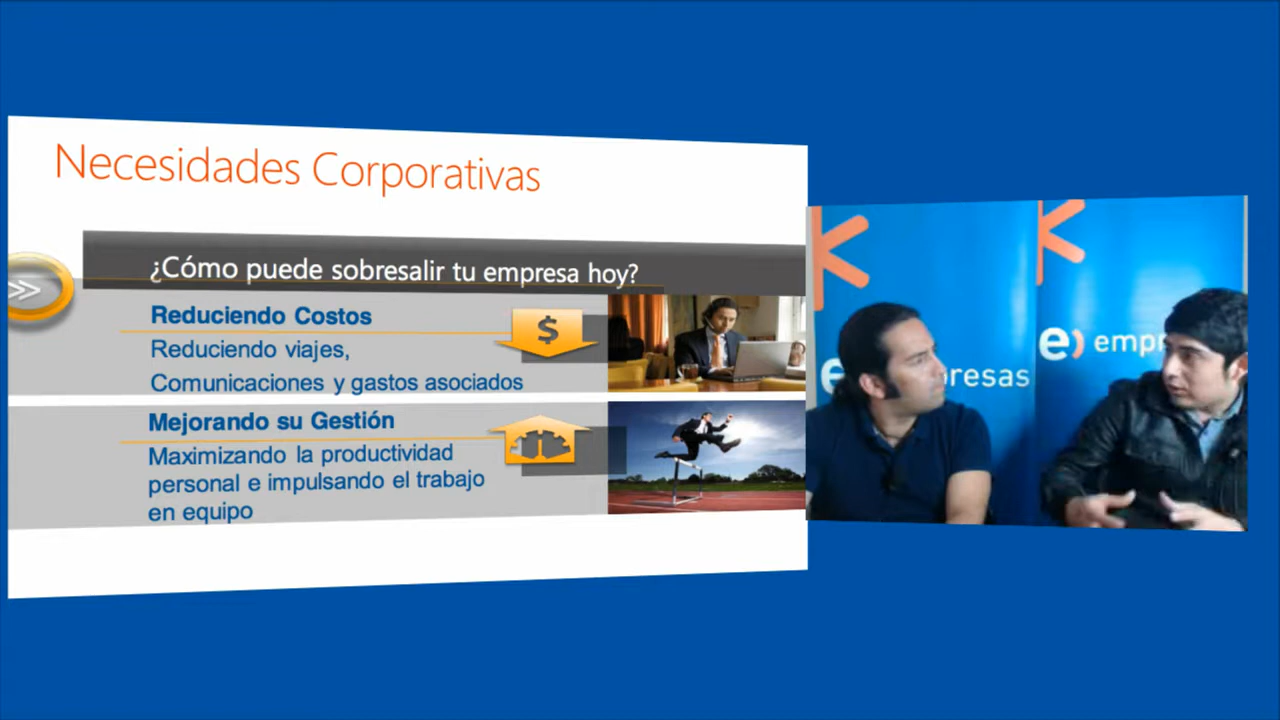 Necesidades Corporativas
¿Cómo puede sobresalir tu empresa hoy?
Reduciendo Costos
$
Reduciendo viajes,
Comunicaciones y gastos asociados
Mejorando su Gestión
Maximizando la productividad
personal e impulsando el trabajo
en equipo
e) empr
e presas